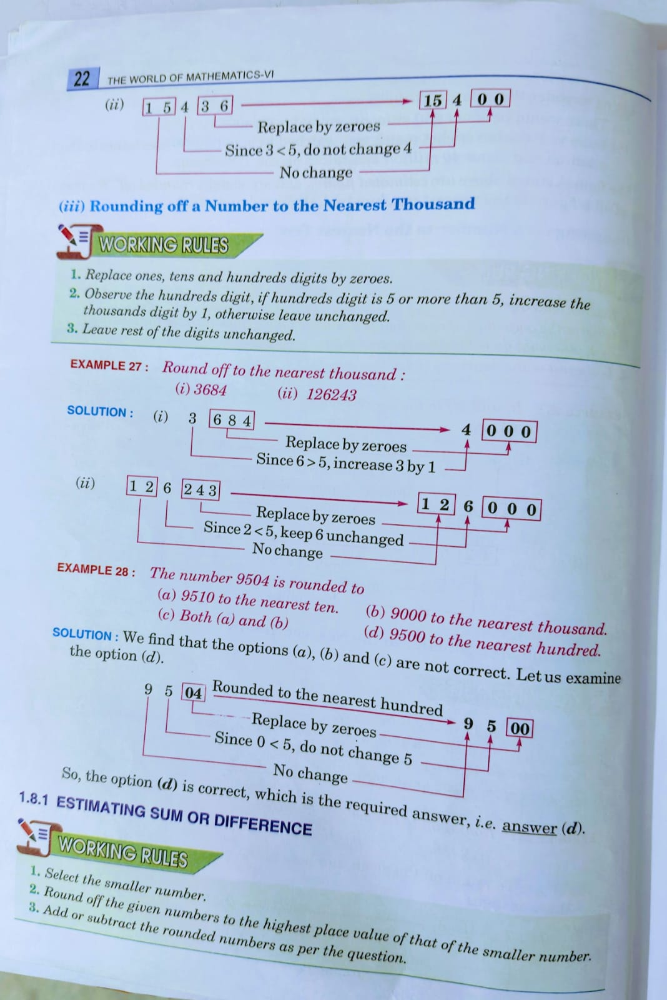 22 THE WORLD OF MATHEMATICS-VI
(ii) 1 5 4 3 6 15 4 0 0
Replace by zeroes
Since 3 < 5, do not change 4
No change
(iii) Rounding off a Number to the Nearest Thousand
WORKING RULES
1. Replace ones, tens and hundreds digits by zeroes.
2. Observe the hundreds digit, if hundreds digit is 5 or more than 5, increase the
thousands digit by 1, otherwise leave unchanged.
3. Leave rest of the digits unchanged.
EXAMPLE 27 : Round off to the nearest thousand :
(i) 3684 (ii) 126243
SOLUTION : (i) 3 6 8 4 4 0 0 0
Replace by zeroes
Since 6 > 5, increase 3 by 1
(ii) 1 2 6 2 4 3 1 2 6 0 0 0
Replace by zeroes
Since 2 < 5, keep 6 unchanged
No change
EXAMPLE 28 : The number 9504 is rounded to
(a) 9510 to the nearest ten. (b) 9000 to the nearest thousand.
(c) Both (a) and (b) (d) 9500 to the nearest hundred.
SOLUTION : We find that the options (a), (b) and (c) are not correct. Let us examine
the option (d).
9 5 04 Rounded to the nearest hundred 9 5 00
Replace by zeroes
Since 0 < 5, do not change 5
No change
So, the option (d) is correct, which is the required answer, i.e. answer (d).
1.8.1 ESTIMATING SUM OR DIFFERENCE
WORKING RULES
1. Select the smaller number.
2. Round off the given numbers to the highest place value of that of the smaller number.
3. Add or subtract the rounded numbers as per the question.